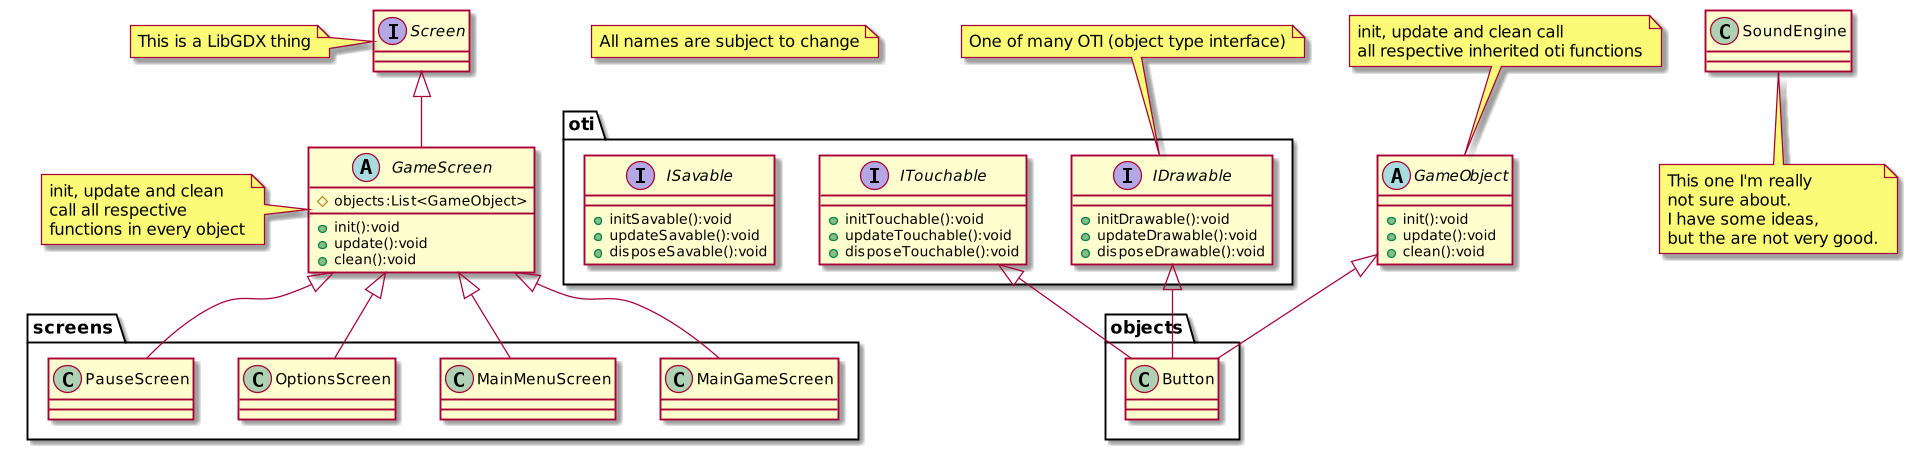 This is a LibGDX thing
I Screen
All names are subject to change
One of many OTI (object type interface)
init, update and clean call
all respective inherited oti functions
C SoundEngine
oti
init, update and clean
call all respective
functions in every object
A GameScreen
objects:List<GameObject>
init():void
update():void
clean():void
I ISavable
initSavable():void
updateSavable():void
disposeSavable():void
I ITouchable
initTouchable():void
updateTouchable():void
disposeTouchable():void
I IDrawable
initDrawable():void
updateDrawable():void
disposeDrawable():void
A GameObject
init():void
update():void
clean():void
This one I'm really
not sure about.
I have some ideas,
but the are not very good.
screens
C PauseScreen
C OptionsScreen
C MainMenuScreen
C MainGameScreen
objects
C Button